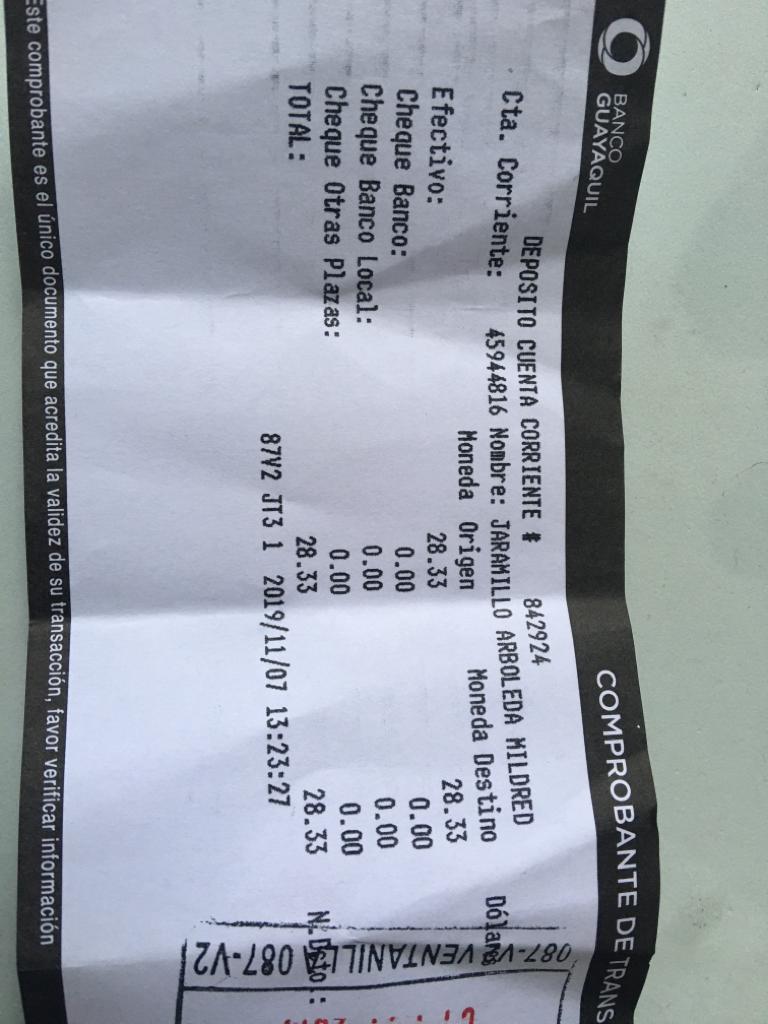 BANCO
GUAYAQUIL
COMPROBANTE DE TRANS
DEPOSITO CUENTA CORRIENTE # 842924
Cta. Corriente: 45944816 Nombre: JARAMILLO ARBOLEDA MILDRED
Moneda Origen Moneda Destino Dólares
Efectivo: 28.33 28.33
Cheque Banco: 0.00 0.00
Cheque Banco Local: 0.00 0.00
Cheque Otras Plazas: 0.00 0.00
TOTAL: 28.33 28.33
87V2 JT3 1 2019/11/07 13:23:27
087-V2 VENTANILLA 087-V2
Este comprobante es el único documento que acredita la validez de su transacción, favor verificar información